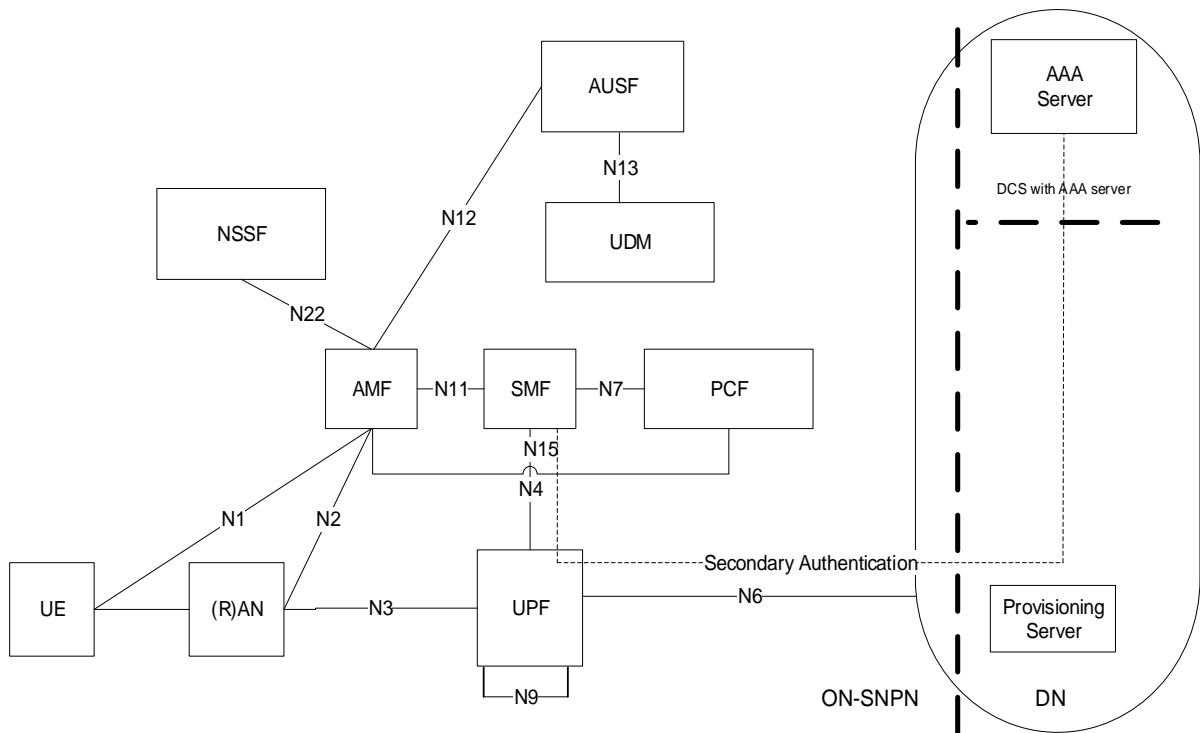 AAA
Server
AUSF
N13
DCS with AAA server
N12
NSSF
UDM
N22
AMF
N11
SMF
N7
PCF
N15
N4
N1
N2
Secondary Authentication
UE
(R)AN
N3
UPF
N6
Provisioning
Server
N9
ON-SNPN
DN